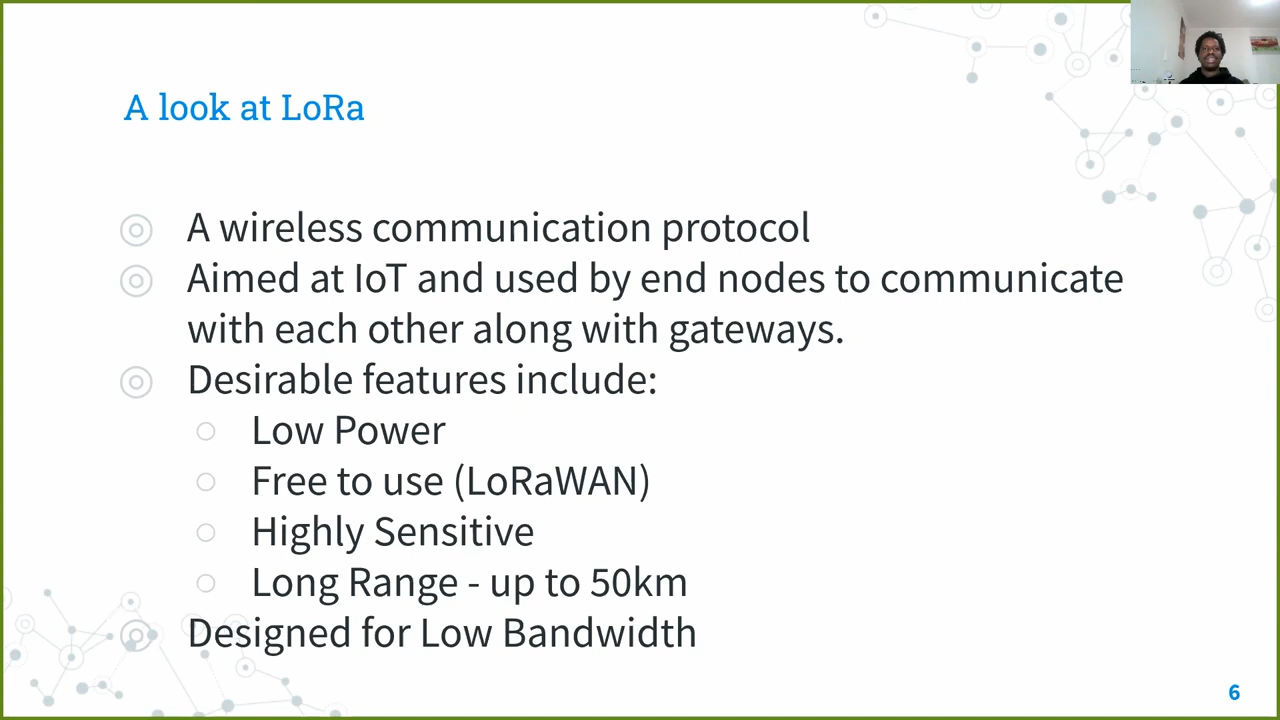 A look at LoRa
A wireless communication protocol
Aimed at IoT and used by end nodes to communicate
with each other along with gateways.
Desirable features include:
Low Power
Free to use (LoRaWAN)
Highly Sensitive
Long Range - up to 50km
Designed for Low Bandwidth
6